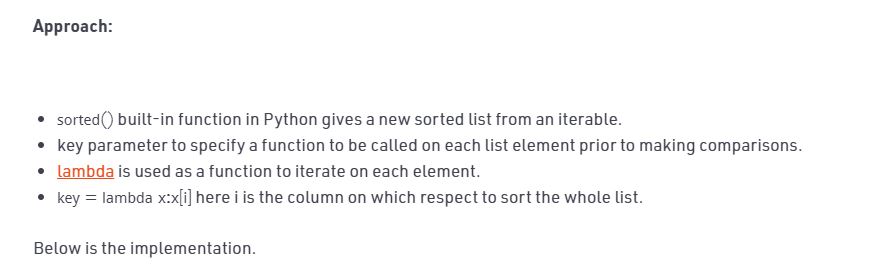 Approach:
• sorted() built-in function in Python gives a new sorted list from an iterable.
• key parameter to specify a function to be called on each list element prior to making comparisons.
• lambda is used as a function to iterate on each element.
• key = lambda x:x[i] here i is the column on which respect to sort the whole list.
Below is the implementation.